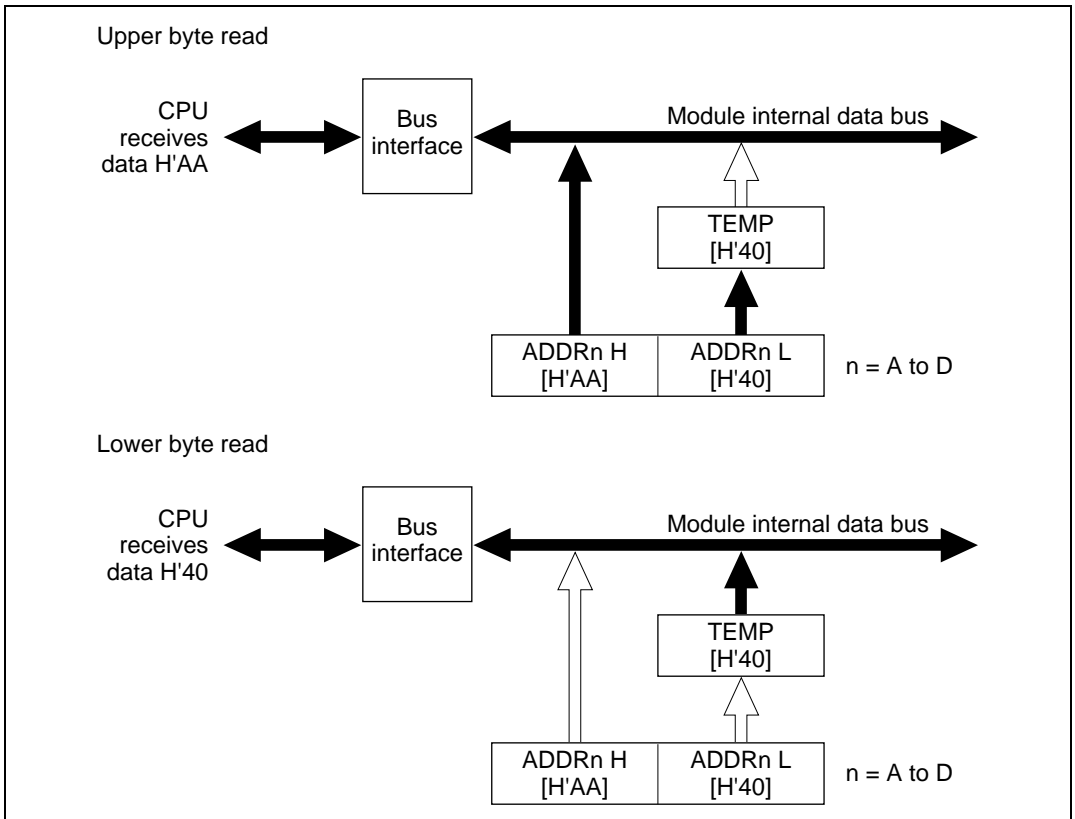 Upper byte read
CPU
receives
data H'AA
Bus
interface
Module internal data bus
TEMP
[H'40]
ADDRn H
[H'AA]
ADDRn L
[H'40]
n = A to D
Lower byte read
CPU
receives
data H'40
Bus
interface
Module internal data bus
TEMP
[H'40]
ADDRn H
[H'AA]
ADDRn L
[H'40]
n = A to D